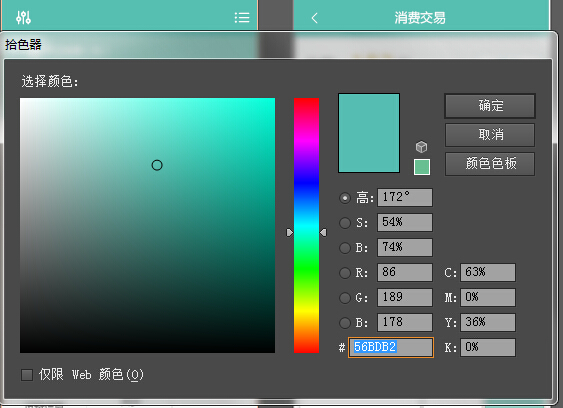 消费交易
拾色器
选择颜色:
确定
取消
颜色色板
高: 172°
S: 54%
B: 74%
R: 86 C: 63%
G: 189 M: 0%
B: 178 Y: 36%
# 56BDB2 K: 0%
仅限 Web 颜色(O)